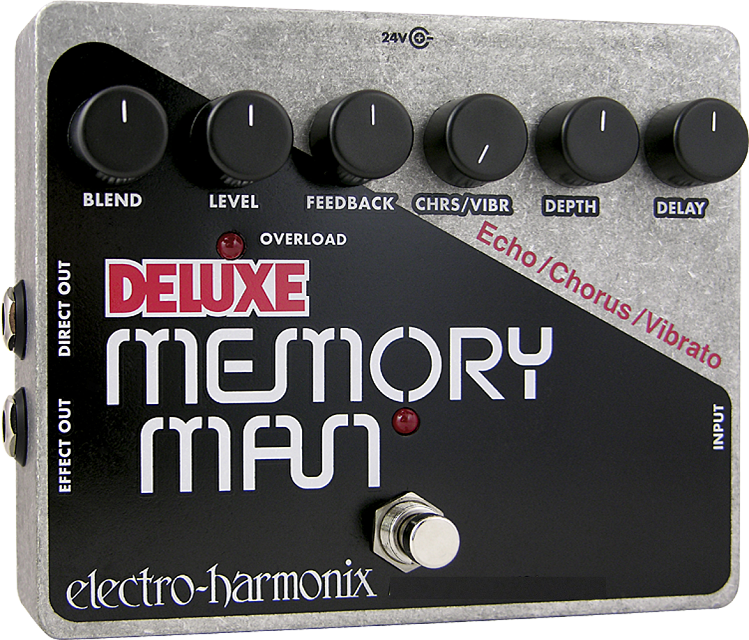 24V
BLEND
LEVEL
FEEDBACK
CHRS/VIBR
DEPTH
DELAY
OVERLOAD
Echo/Chorus/Vibrato
DELUXE
MEMORY
MAN
DIRECT OUT
EFFECT OUT
INPUT
electro-harmonix